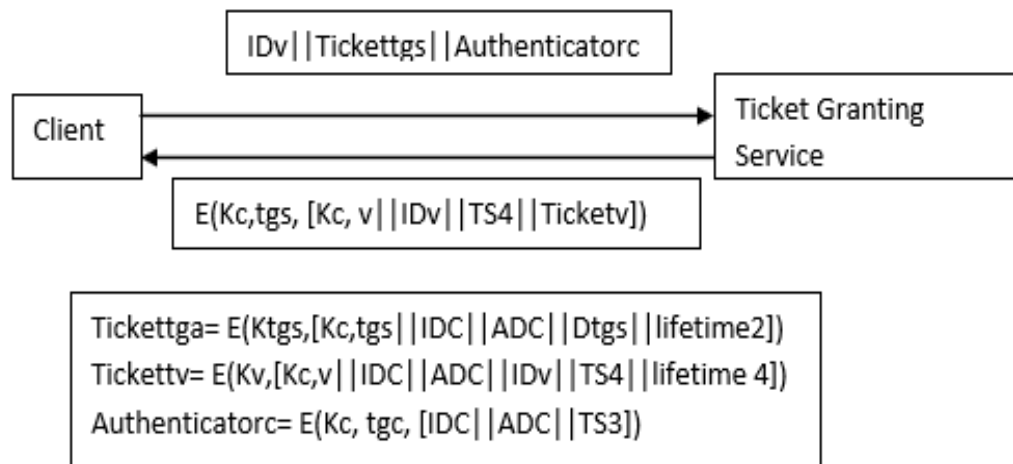 IDv||Tickettgs||Authenticatorc
Client
Ticket Granting
Service
E(Kc,tgs, [Kc, v||IDv||TS4||Ticketv])
Tickettga= E(Ktgs,[Kc,tgs||IDC||ADC||Dtgs||lifetime2])
Tickettv= E(Kv,[Kc,v||IDC||ADC||IDv||TS4||lifetime 4])
Authenticatorc= E(Kc, tgc, [IDC||ADC||TS3])